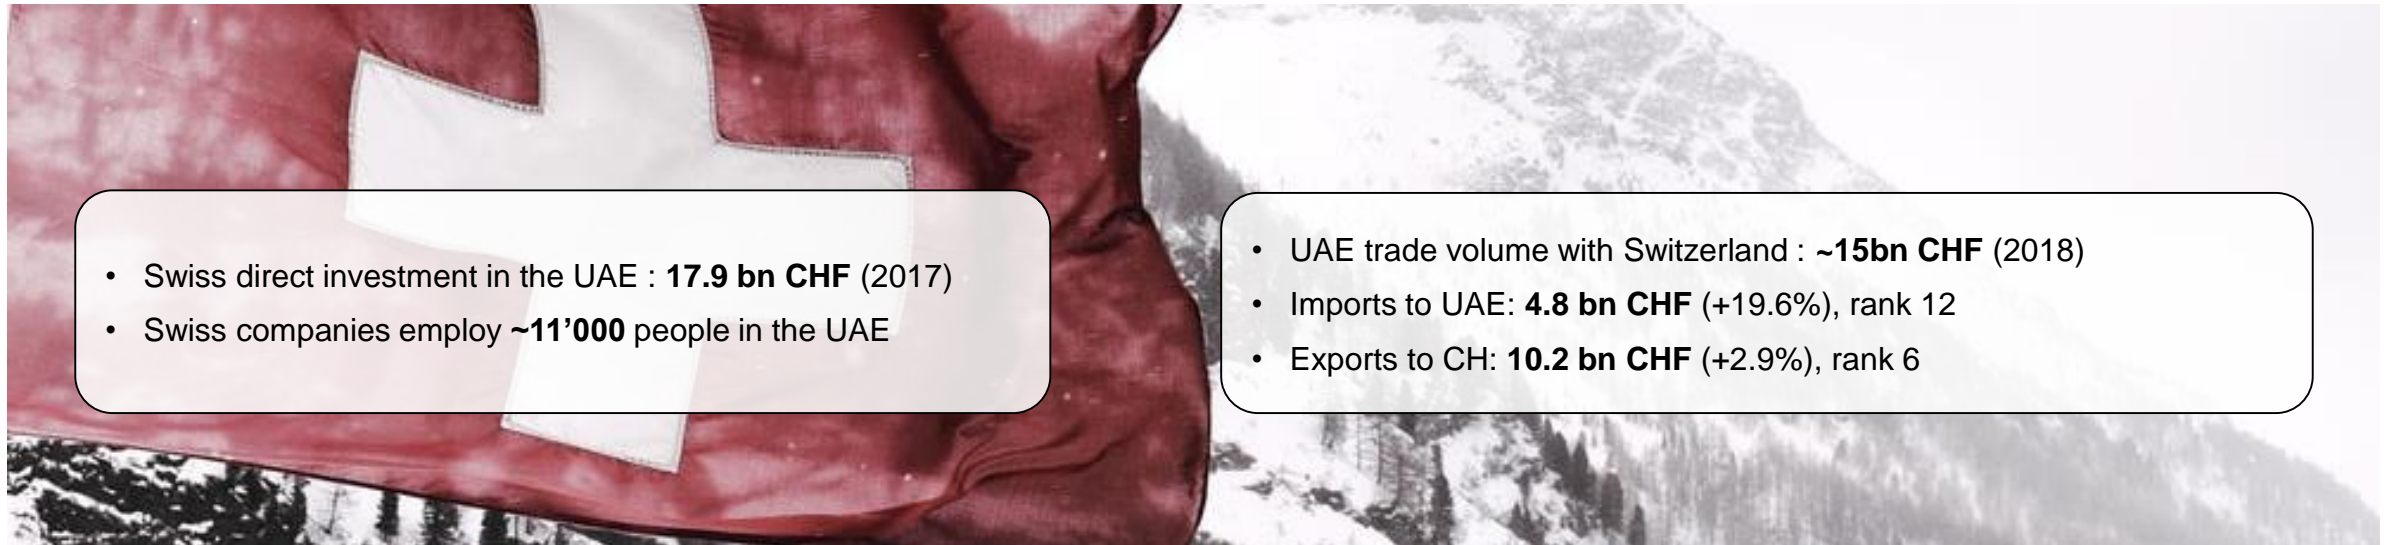 • Swiss direct investment in the UAE : 17.9 bn CHF (2017)
• Swiss companies employ ~11’000 people in the UAE
• UAE trade volume with Switzerland : ~15bn CHF (2018)
• Imports to UAE: 4.8 bn CHF (+19.6%), rank 12
• Exports to CH: 10.2 bn CHF (+2.9%), rank 6